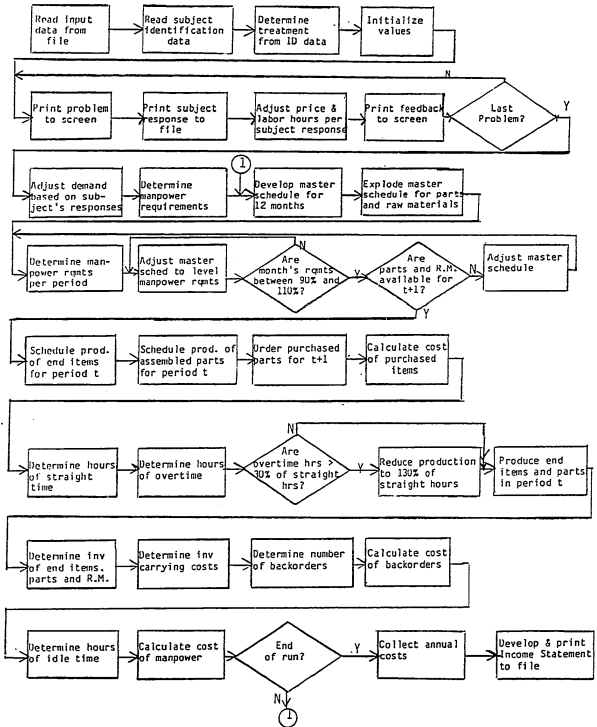 Read input
data from
file
Read subject
identification
data
Determine
treatment
from ID data
Initialize
values
N
Print problem
to screen
Print subject
response to
file
Adjust price &
labor hours per
subject response
Print feedback
to screen
Last
Problem?
Y
Adjust demand
based on sub-
ject's responses
Determine
manpower
requirements
1
Develop master
schedule for
12 months
Explode master
schedule for parts
and raw materials
Determine man-
power rqmts
per period
Adjust master
sched to level
manpower rqmts
N
Are
month's rqmts
between 90% and
110%?
Y
Are
parts and R.M.
available for
t+1?
N
Adjust master
schedule
Y
Schedule prod.
of end items
for period t
Schedule prod. of
assembled parts
for period t
Order purchased
parts for t+1
Calculate cost
of purchased
items
Determine hours
of straight
time
Determine hours
of overtime
N
Are
overtime hrs >
30% of straight
hrs?
Y
Reduce production
to 130% of
straight hours
Produce end
items and parts
in period t
Determine inv
of end items.
parts and R.M.
Determine inv
carrying costs
Determine number
of backorders
Calculate cost
of backorders
Determine hours
of idle time
Calculate cost
of manpower
End
of run?
Y
Collect annual
costs
Develop & print
Income Statement
to file
N
1